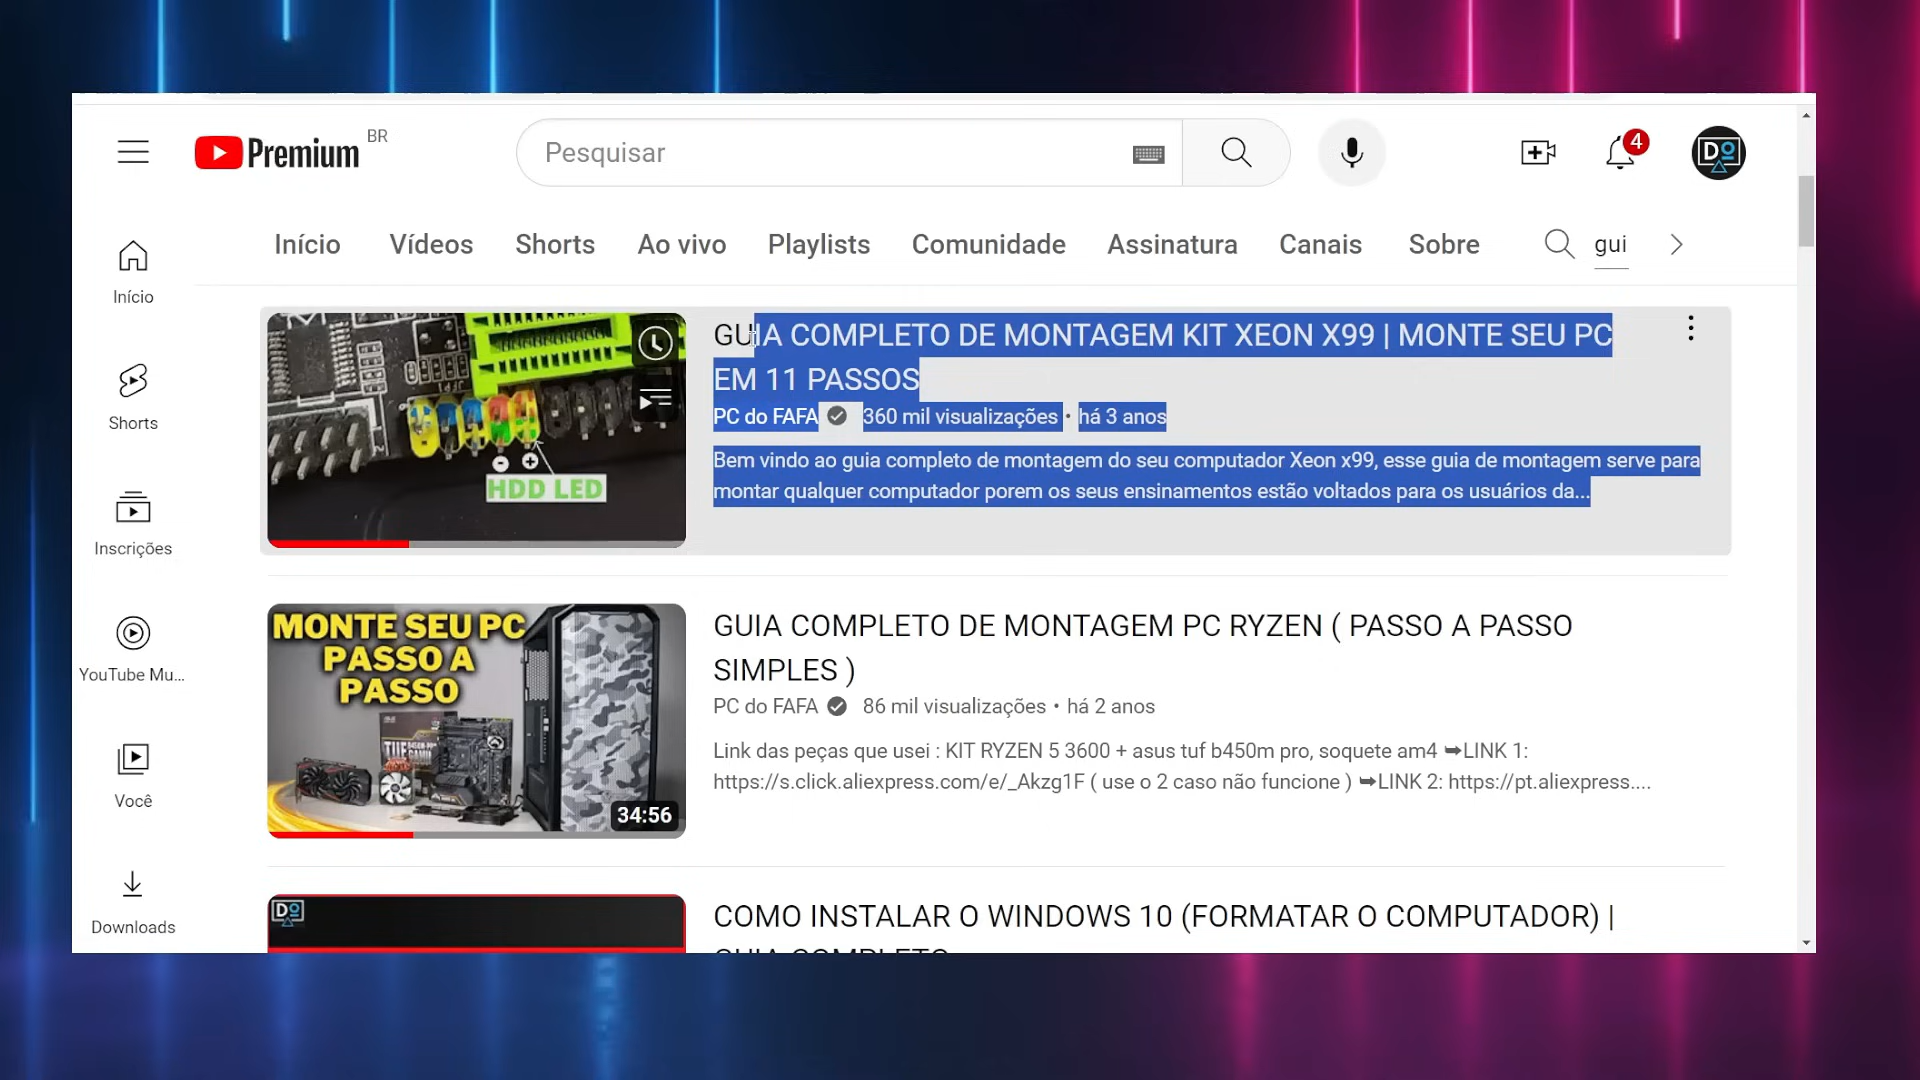 Premium BR
Pesquisar
4
Início
Vídeos
Shorts
Ao vivo
Playlists
Comunidade
Assinatura
Canais
Sobre
gui
Início
Shorts
Inscrições
YouTube Mu...
Você
Downloads
HDD LED
GUIA COMPLETO DE MONTAGEM KIT XEON X99 | MONTE SEU PC
EM 11 PASSOS
PC do FAFA 360 mil visualizações • há 3 anos
Bem vindo ao guia completo de montagem do seu computador Xeon x99, esse guia de montagem serve para
montar qualquer computador porem os seus ensinamentos estão voltados para os usuários da...
MONTE SEU PC
PASSO A
PASSO
34:56
GUIA COMPLETO DE MONTAGEM PC RYZEN ( PASSO A PASSO
SIMPLES )
PC do FAFA 86 mil visualizações • há 2 anos
Link das peças que usei : KIT RYZEN 5 3600 + asus tuf b450m pro, soquete am4 ➥LINK 1:
https://s.click.aliexpress.com/e/_Akzg1F ( use o 2 caso não funcione ) ➥LINK 2: https://pt.aliexpress....
COMO INSTALAR O WINDOWS 10 (FORMATAR O COMPUTADOR) |
GUIA COMPLETO